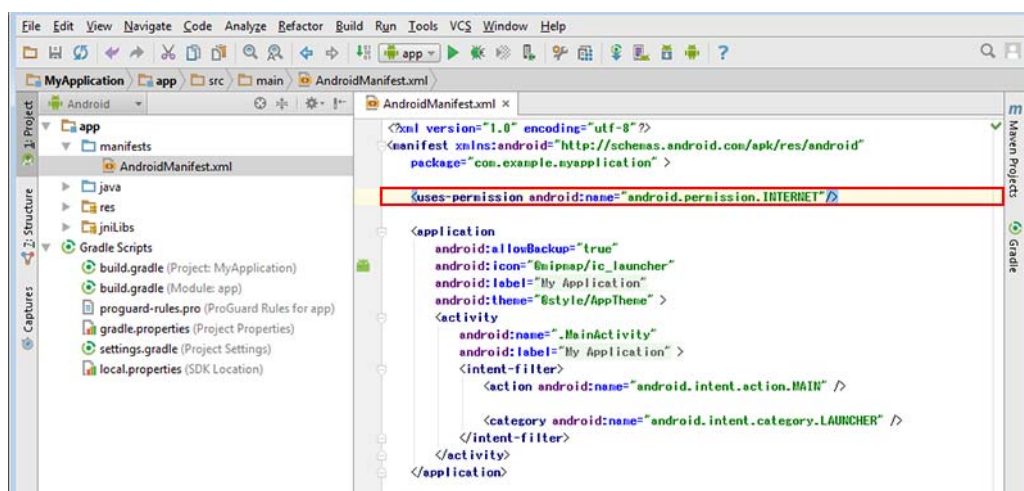 File Edit View Navigate Code Analyze Refactor Build Run Tools VCS Window Help
app
MyApplication app src main AndroidManifest.xml
1: Project
7: Structure
Captures
Android
app
manifests
AndroidManifest.xml
java
res
jniLibs
Gradle Scripts
build.gradle (Project: MyApplication)
build.gradle (Module: app)
proguard-rules.pro (ProGuard Rules for app)
gradle.properties (Project Properties)
settings.gradle (Project Settings)
local.properties (SDK Location)
AndroidManifest.xml ×
<?xml version="1.0" encoding="utf-8"?>
<manifest xmlns:android="http://schemas.android.com/apk/res/android"
package="com.example.myapplication" >
<uses-permission android:name="android.permission.INTERNET"/>
<application
android:allowBackup="true"
android:icon="@mipmap/ic_launcher"
android:label="My Application"
android:theme="@style/AppTheme" >
<activity
android:name=".MainActivity"
android:label="My Application" >
<intent-filter>
<action android:name="android.intent.action.MAIN" />
<category android:name="android.intent.category.LAUNCHER" />
</intent-filter>
</activity>
</application>
m
Maven Projects
Gradle